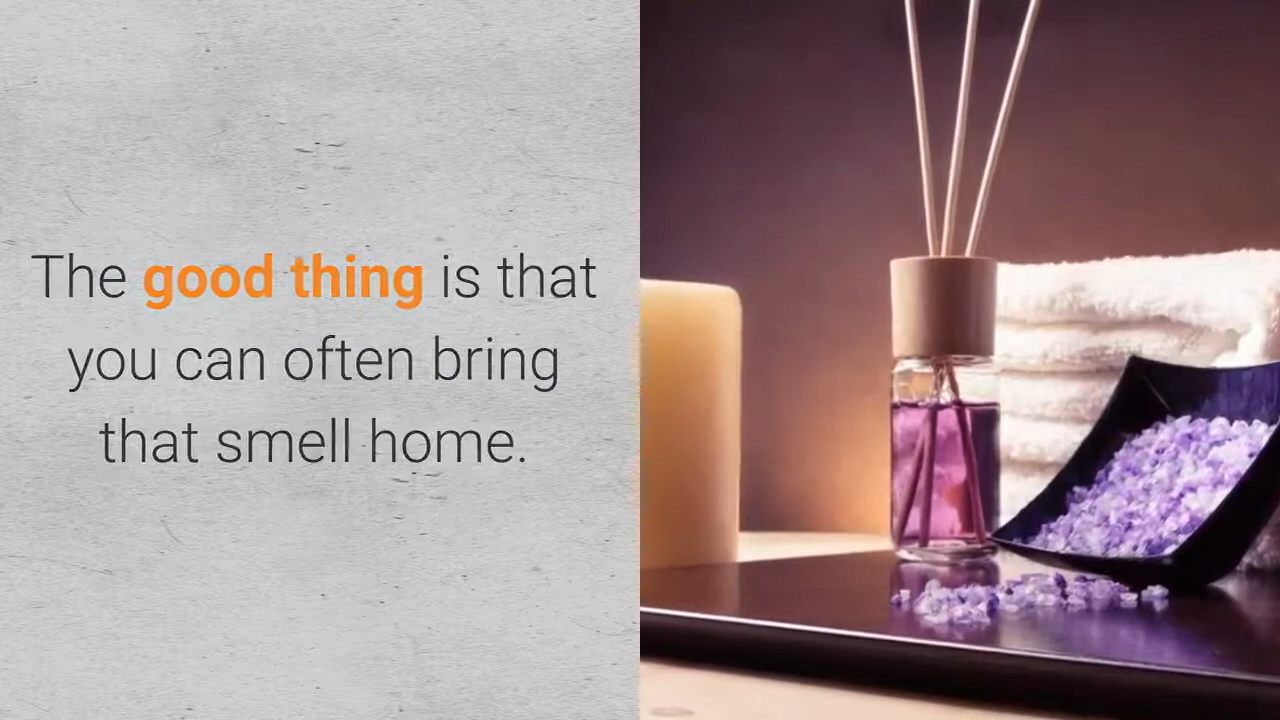 The good thing is that
you can often bring
that smell home.